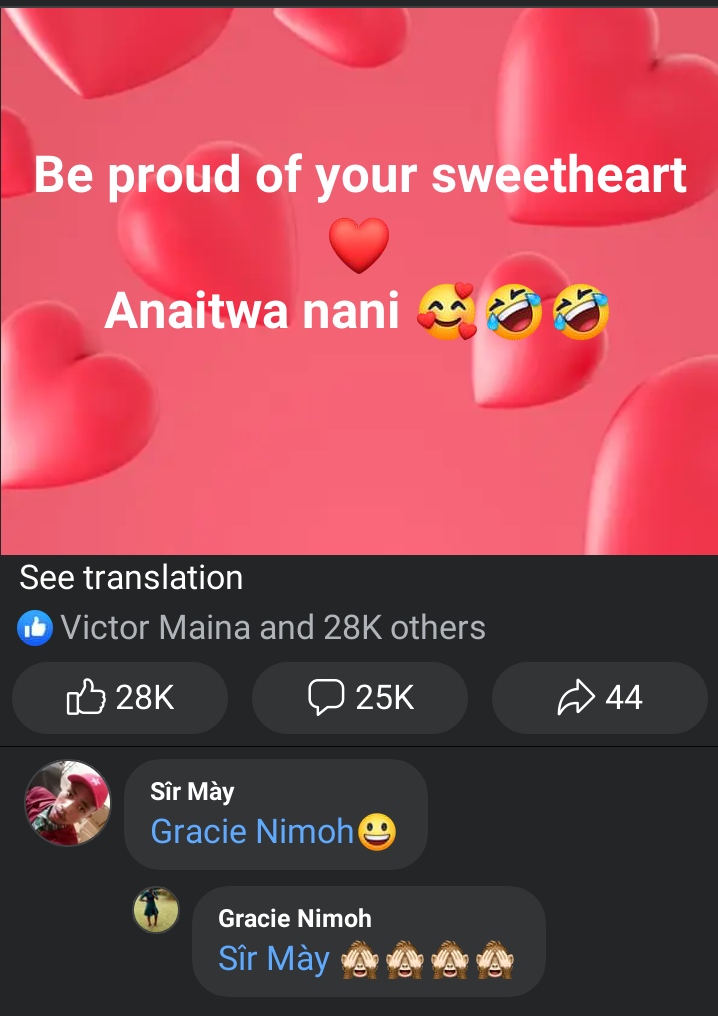 Be proud of your sweetheart
❤️
Anaitwa nani 🥰🤣🤣
See translation
Victor Maina and 28K others
28K
25K
44
Sîr Mày
Gracie Nimoh😃
Gracie Nimoh
Sîr Mày 🙈🙈🙈🙈